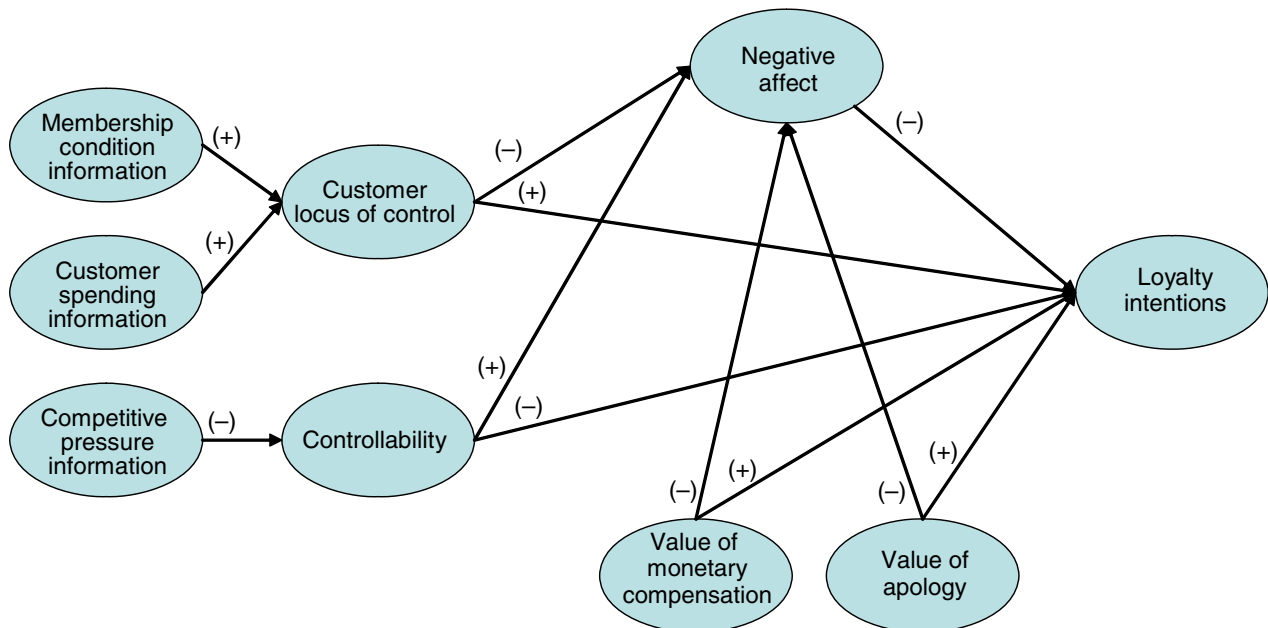 Negative
affect
(–)
Membership
condition
information
(+)
(–)
Customer
locus of control
(+)
(+)
Customer
spending
information
Loyalty
intentions
(+)
Competitive
pressure
information
(–)
Controllability
(–)
(–)
(+)
(–)
(+)
Value of
monetary
compensation
Value of
apology